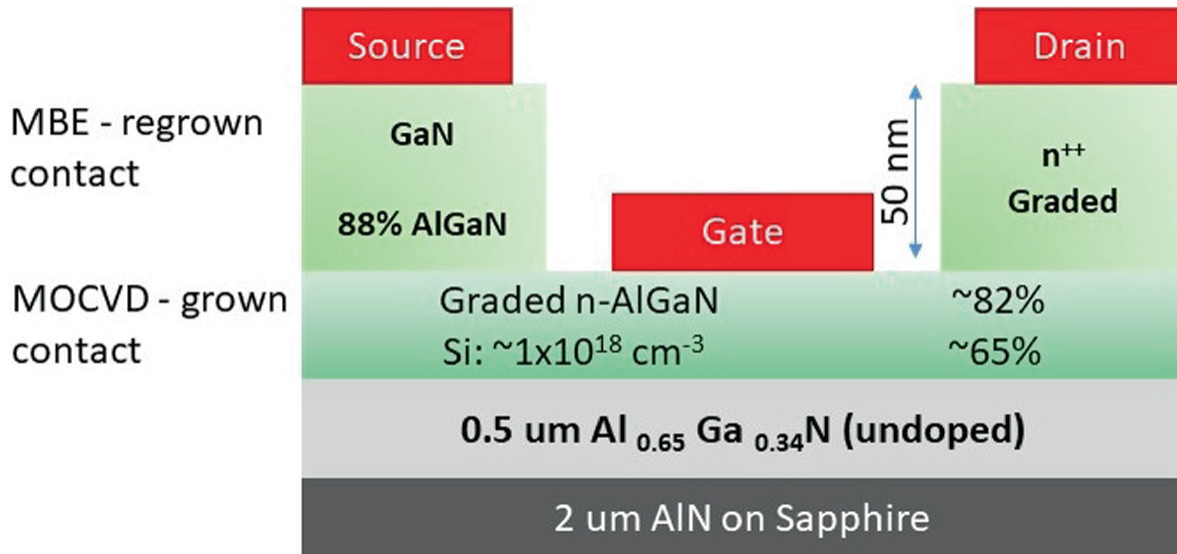 Source
Drain
MBE - regrown
contact
GaN
88% AlGaN
n++
Graded
50 nm
Gate
MOCVD - grown
contact
Graded n-AlGaN
~82%
Si: ~1x10^18 cm^-3
~65%
0.5 um Al 0.65 Ga 0.34N (undoped)
2 um AlN on Sapphire